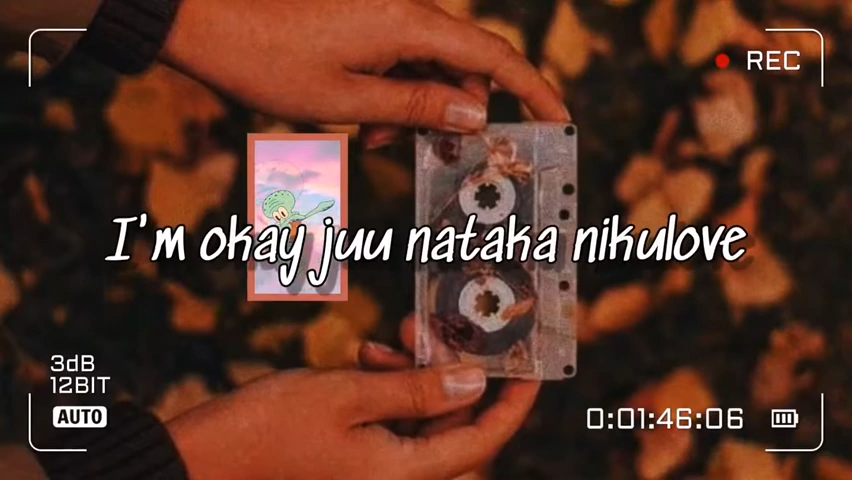 REC
I'm okay juu nataka nikulove
3dB
12BIT
AUTO
0:01:46:06